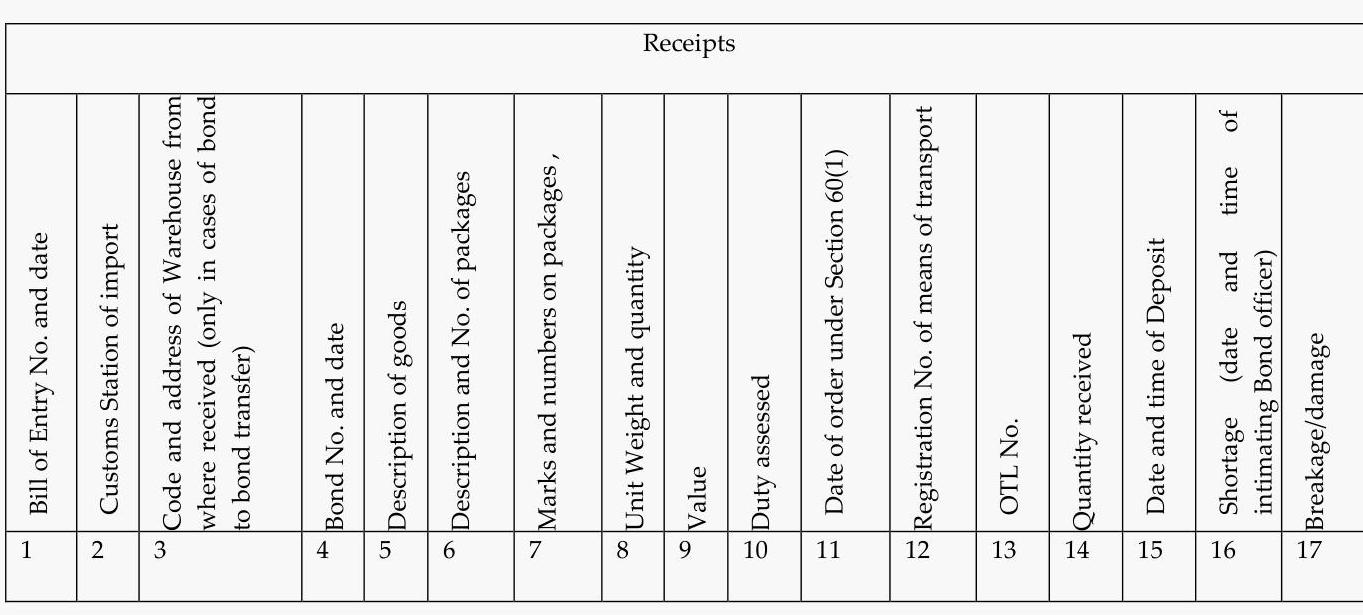 Receipts
Bill of Entry No. and date
Customs Station of import
Code and address of Warehouse from
where received (only in cases of bond
to bond transfer)
Bond No. and date
Description of goods
Description and No. of packages
Marks and numbers on packages ,
Unit Weight and quantity
Value
Duty assessed
Date of order under Section 60(1)
Registration No. of means of transport
OTL No.
Quantity received
Date and time of Deposit
Shortage (date and time of
intimating Bond officer)
Breakage/damage
1 2 3 4 5 6 7 8 9 10 11 12 13 14 15 16 17